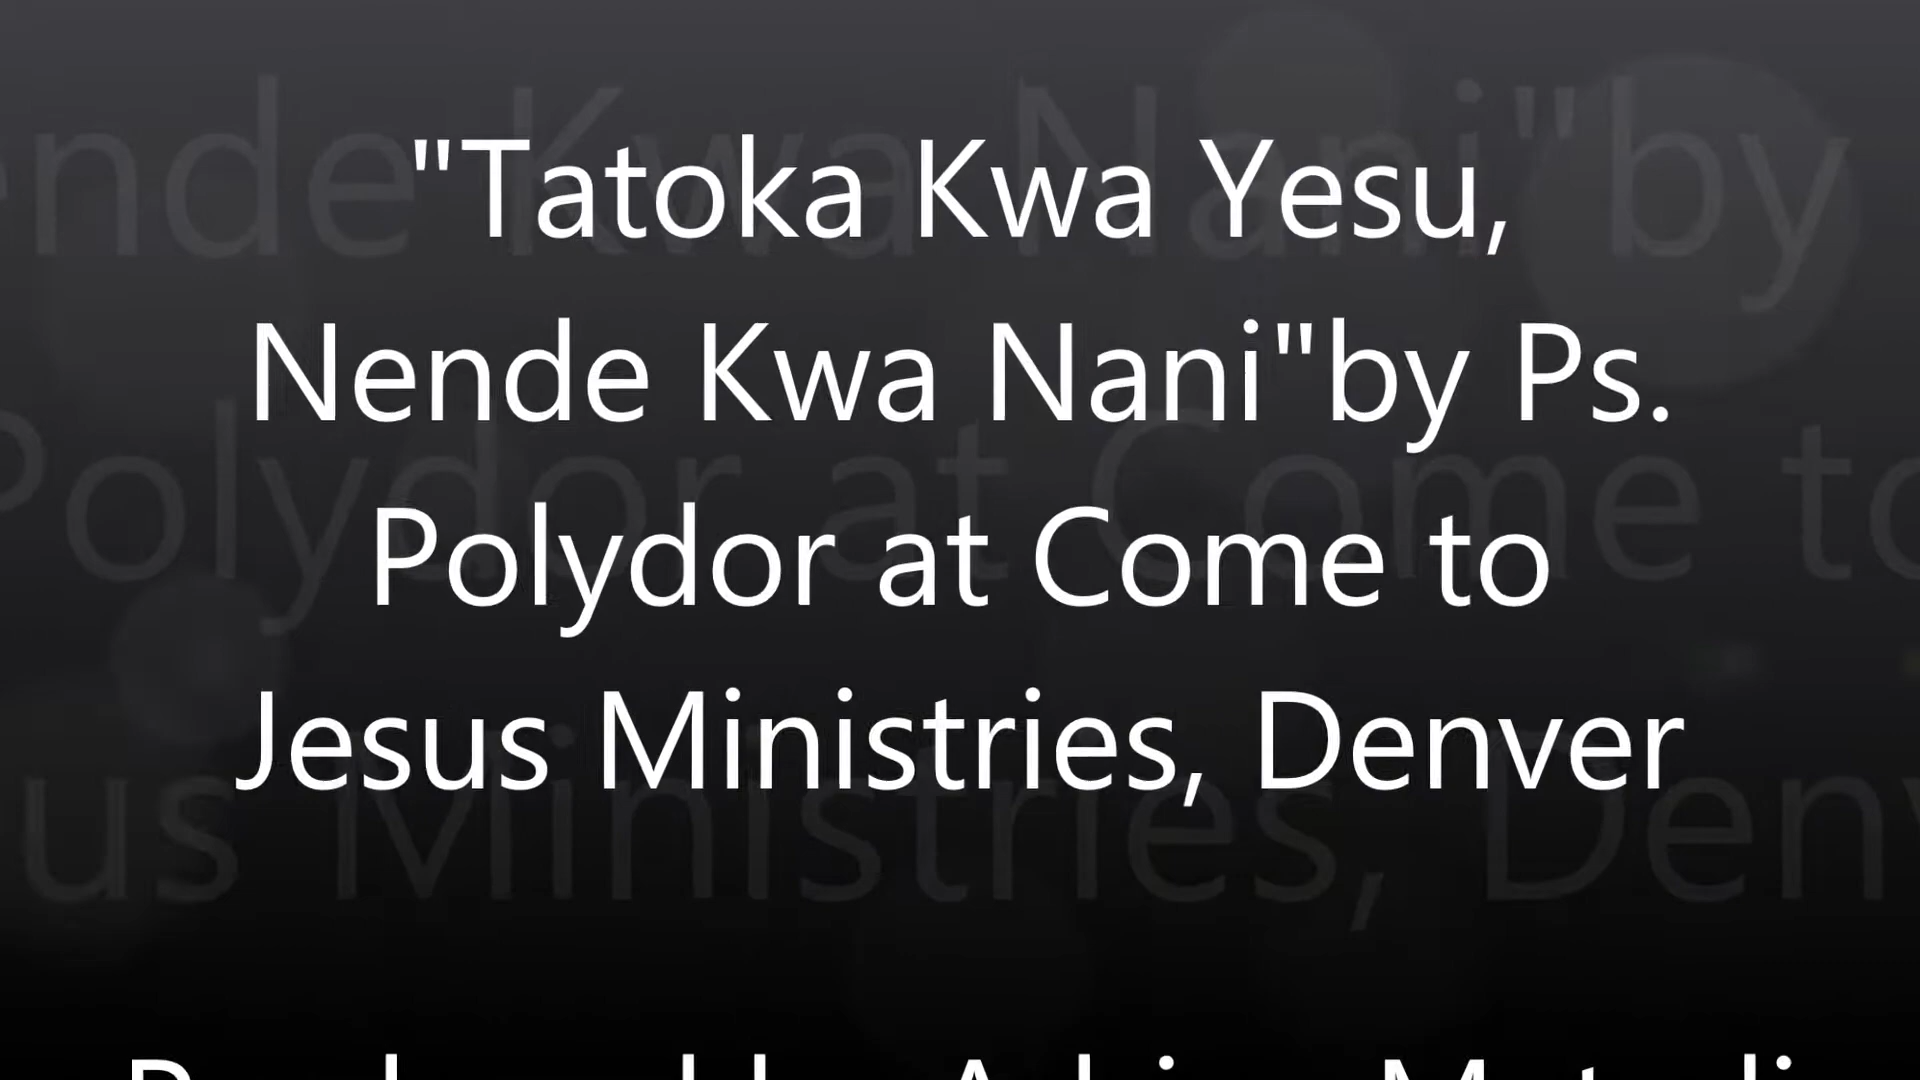 "Tatoka Kwa Yesu,
Nende Kwa Nani"by Ps.
Polydor at Come to
Jesus Ministries, Denver